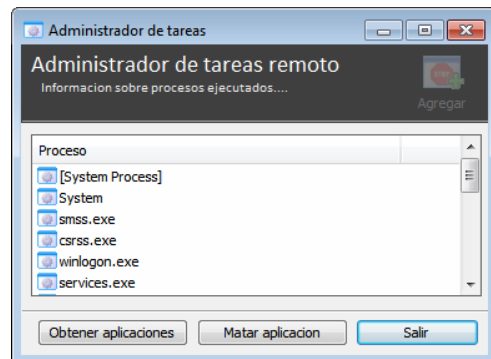 Administrador de tareas
Administrador de tareas remoto
Informacion sobre procesos ejecutados....
STOP
Agregar
Proceso
[System Process]
System
smss.exe
csrss.exe
winlogon.exe
services.exe
Obtener aplicaciones
Matar aplicacion
Salir